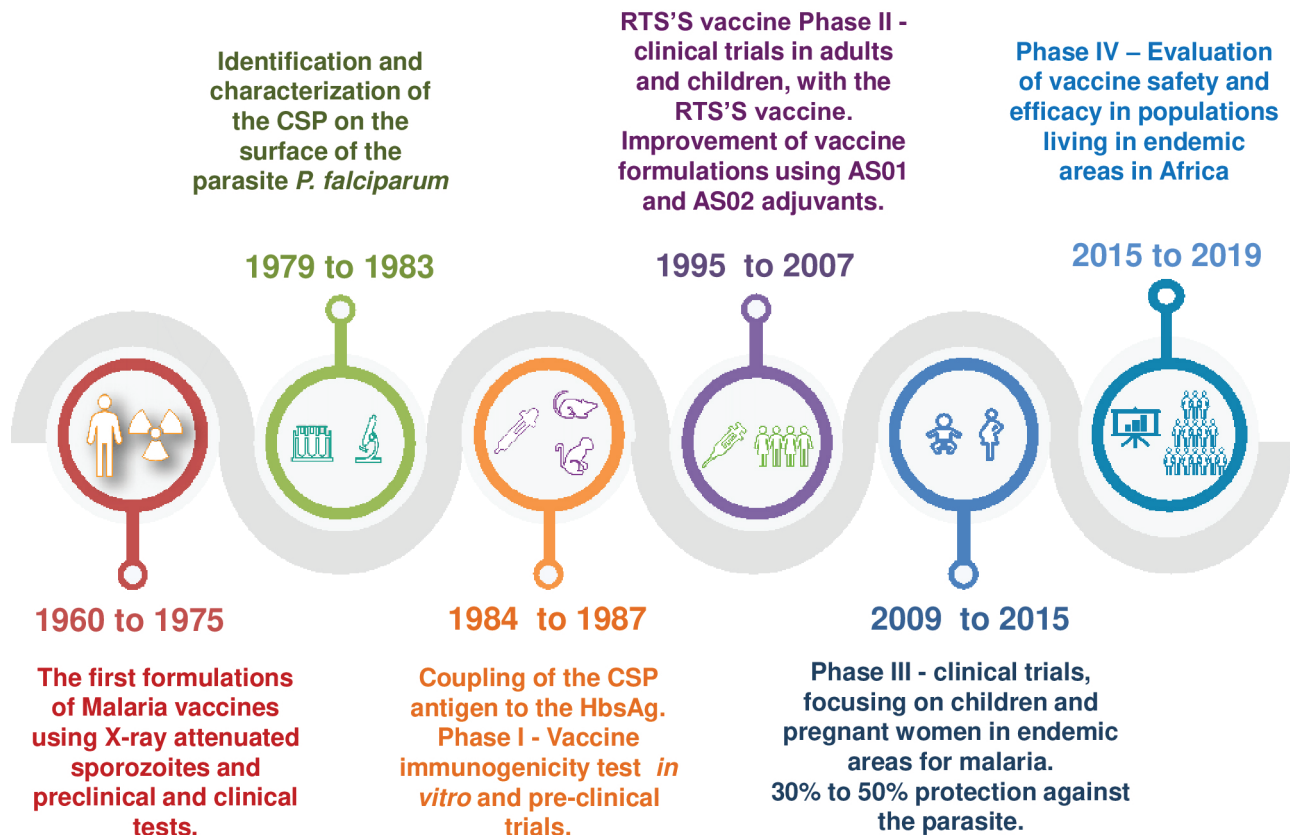 Identification and
characterization of
the CSP on the
surface of the
parasite P. falciparum
1979 to 1983
RTS’S vaccine Phase II -
clinical trials in adults
and children, with the
RTS’S vaccine.
Improvement of vaccine
formulations using AS01
and AS02 adjuvants.
1995 to 2007
Phase IV – Evaluation
of vaccine safety and
efficacy in populations
living in endemic
areas in Africa
2015 to 2019
1960 to 1975
The first formulations
of Malaria vaccines
using X-ray attenuated
sporozoites and
preclinical and clinical
tests.
1984 to 1987
Coupling of the CSP
antigen to the HbsAg.
Phase I - Vaccine
immunogenicity test in
vitro and pre-clinical
trials.
2009 to 2015
Phase III - clinical trials,
focusing on children and
pregnant women in endemic
areas for malaria.
30% to 50% protection against
the parasite.